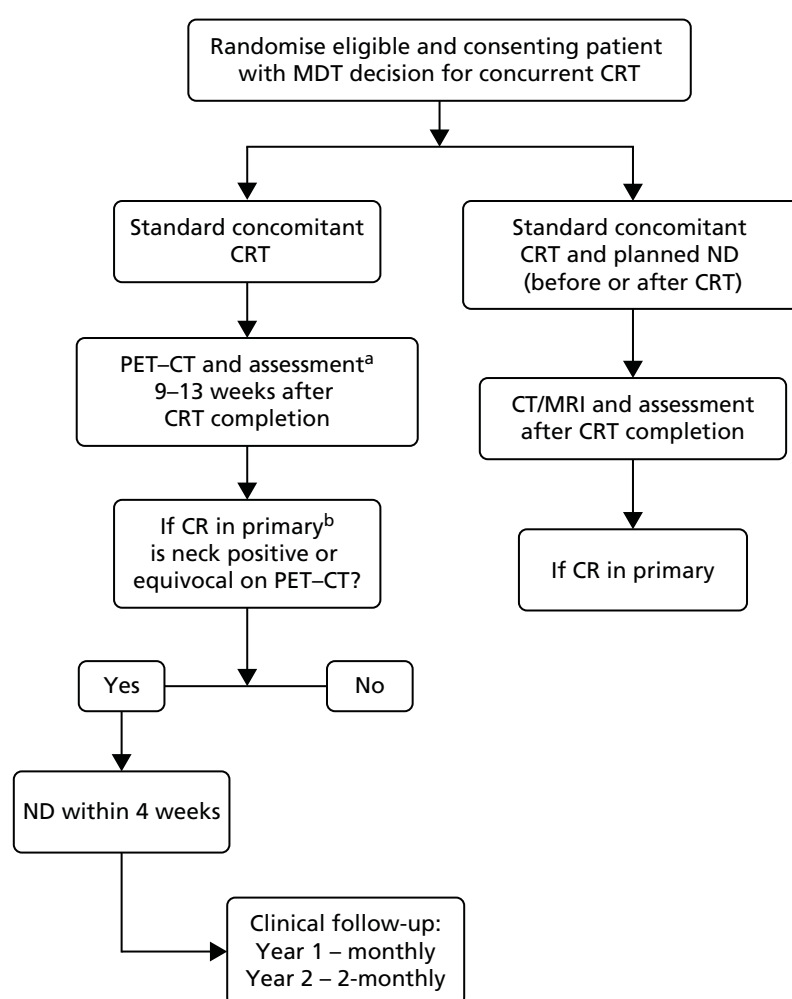 Randomise eligible and consenting patient
with MDT decision for concurrent CRT
Standard concomitant
CRT
Standard concomitant
CRT and planned ND
(before or after CRT)
PET–CT and assessmentᵃ
9–13 weeks after
CRT completion
CT/MRI and assessment
after CRT completion
If CR in primaryᵇ
is neck positive or
equivocal on PET–CT?
If CR in primary
Yes
No
ND within 4 weeks
Clinical follow-up:
Year 1 – monthly
Year 2 – 2-monthly